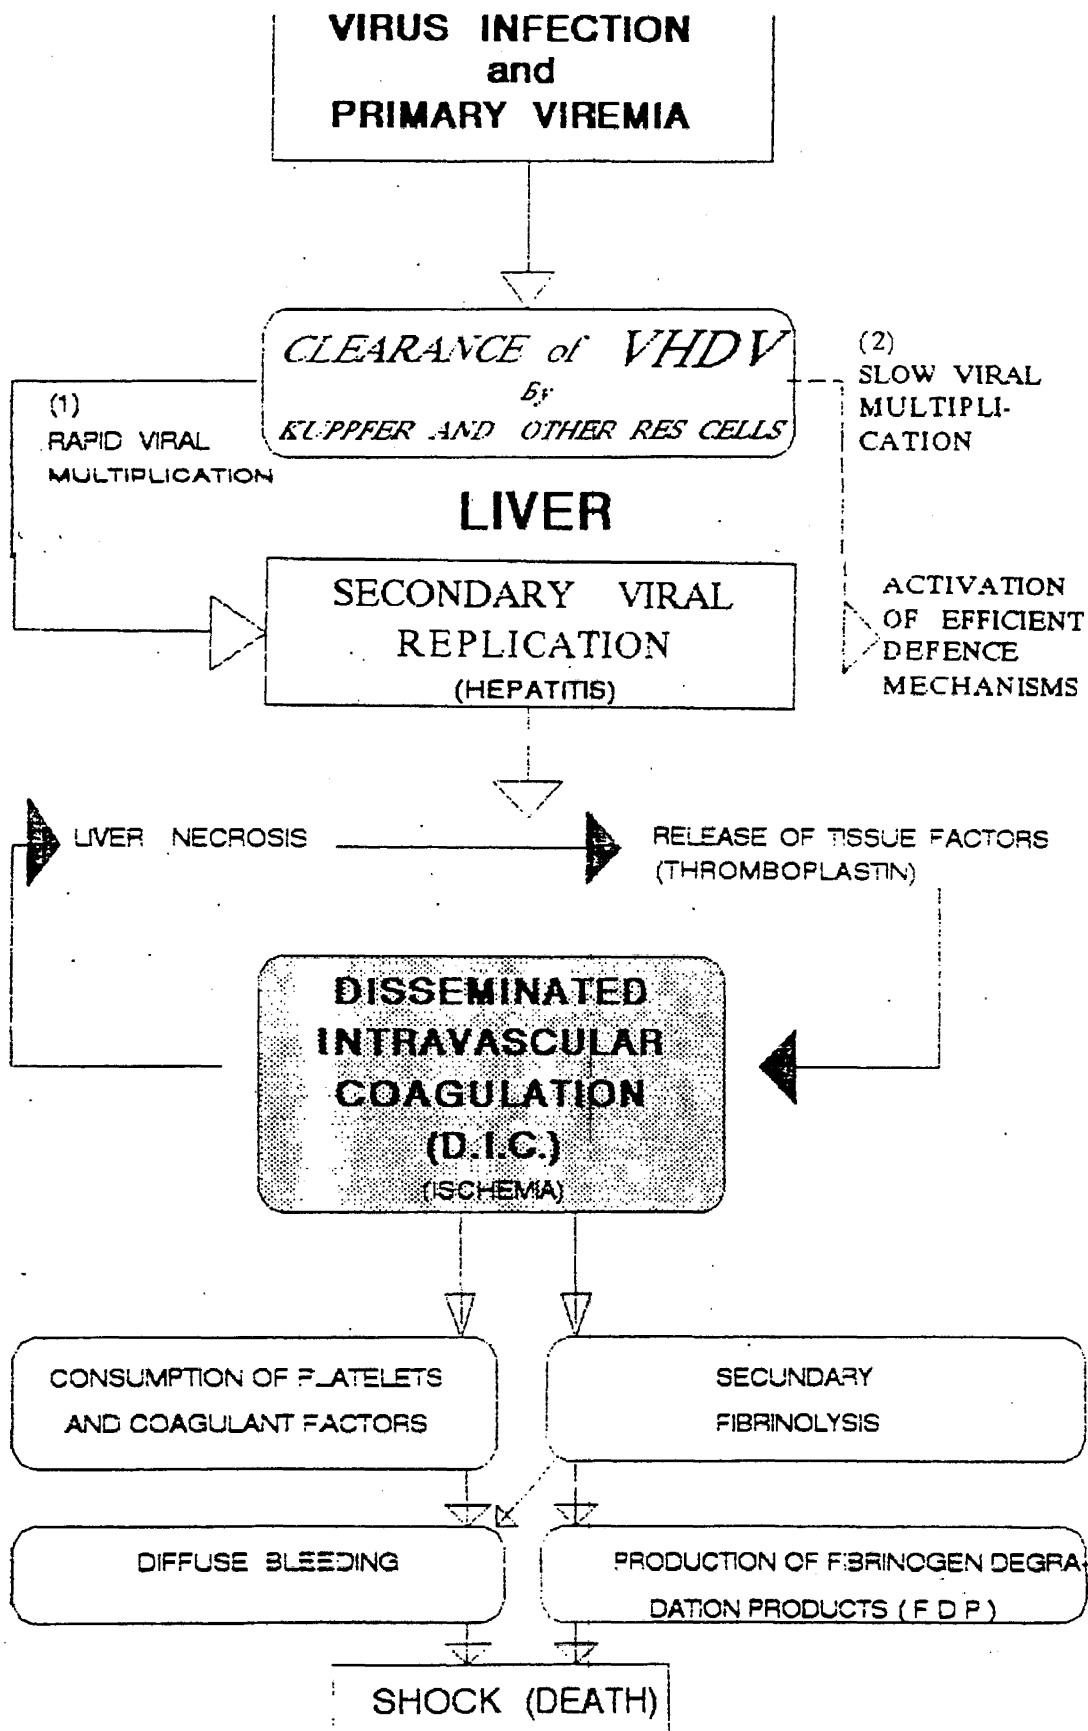 VIRUS INFECTION
and
PRIMARY VIREMIA
CLEARANCE of VHDV
by
KUPPFER AND OTHER RES CELLS
(1)
RAPID VIRAL
MULTIPLICATION
(2)
SLOW VIRAL
MULTIPLI-
CATION
LIVER
SECONDARY VIRAL
REPLICATION
(HEPATITIS)
ACTIVATION
OF EFFICIENT
DEFENCE
MECHANISMS
LIVER NECROSIS
RELEASE OF TISSUE FACTORS
(THROMBOPLASTIN)
DISSEMINATED
INTRAVASCULAR
COAGULATION
(D.I.C.)
(ISCHEMIA)
CONSUMPTION OF PLATELETS
AND COAGULANT FACTORS
SECUNDARY
FIBRINOLYSIS
DIFFUSE BLEEDING
PRODUCTION OF FIBRINOGEN DEGRA-
DATION PRODUCTS ( F D P )
SHOCK (DEATH)